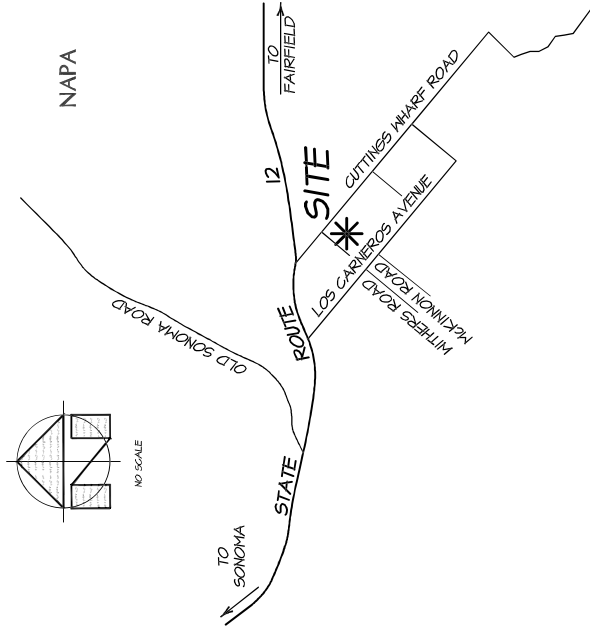 NAPA
TO
FAIRFIELD
12
SITE
CUTTINGS WHARF ROAD
LOS CARNEROS AVENUE
WITHERS ROAD
McKINNON ROAD
OLD SONOMA ROAD
ROUTE
STATE
NO SCALE
TO
SONOMA